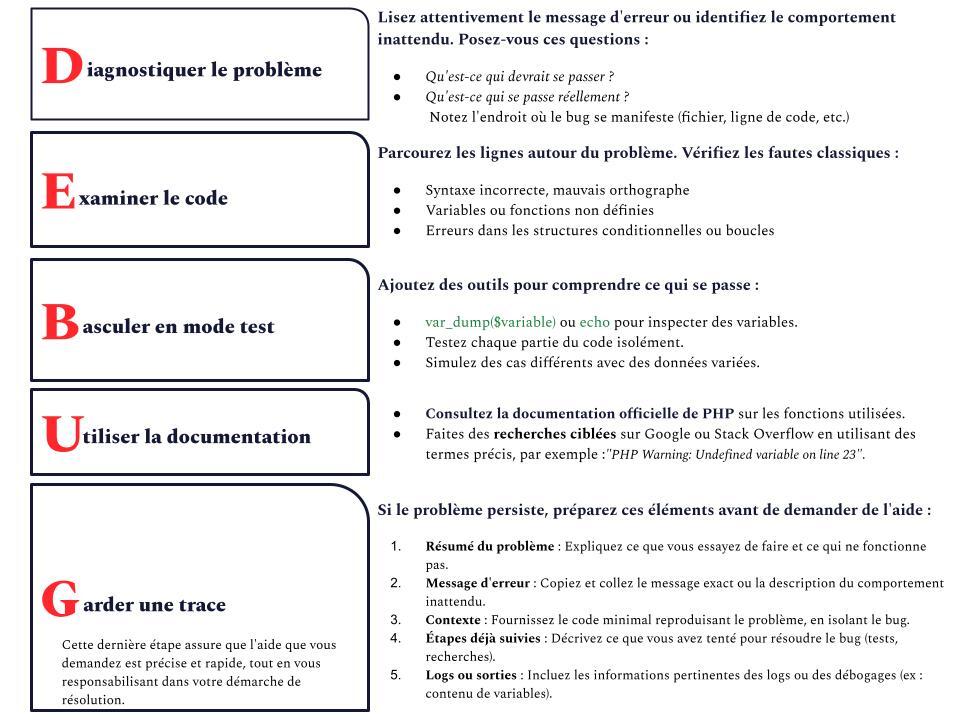 Diagnostiquer le problème
Lisez attentivement le message d'erreur ou identifiez le comportement
inattendu. Posez-vous ces questions :
● Qu'est-ce qui devrait se passer ?
● Qu'est-ce qui se passe réellement ?
Notez l'endroit où le bug se manifeste (fichier, ligne de code, etc.)
Examiner le code
Parcourez les lignes autour du problème. Vérifiez les fautes classiques :
● Syntaxe incorrecte, mauvais orthographe
● Variables ou fonctions non définies
● Erreurs dans les structures conditionnelles ou boucles
Basculer en mode test
Ajoutez des outils pour comprendre ce qui se passe :
● var_dump($variable) ou echo pour inspecter des variables.
● Testez chaque partie du code isolément.
● Simulez des cas différents avec des données variées.
Utiliser la documentation
● Consultez la documentation officielle de PHP sur les fonctions utilisées.
● Faites des recherches ciblées sur Google ou Stack Overflow en utilisant des
termes précis, par exemple :"PHP Warning: Undefined variable on line 23".
Garder une trace
Cette dernière étape assure que l'aide que vous
demandez est précise et rapide, tout en vous
responsabilisant dans votre démarche de
résolution.
Si le problème persiste, préparez ces éléments avant de demander de l'aide :
1. Résumé du problème : Expliquez ce que vous essayez de faire et ce qui ne fonctionne
pas.
2. Message d'erreur : Copiez et collez le message exact ou la description du comportement
inattendu.
3. Contexte : Fournissez le code minimal reproduisant le problème, en isolant le bug.
4. Étapes déjà suivies : Décrivez ce que vous avez tenté pour résoudre le bug (tests,
recherches).
5. Logs ou sorties : Incluez les informations pertinentes des logs ou des débogages (ex :
contenu de variables).